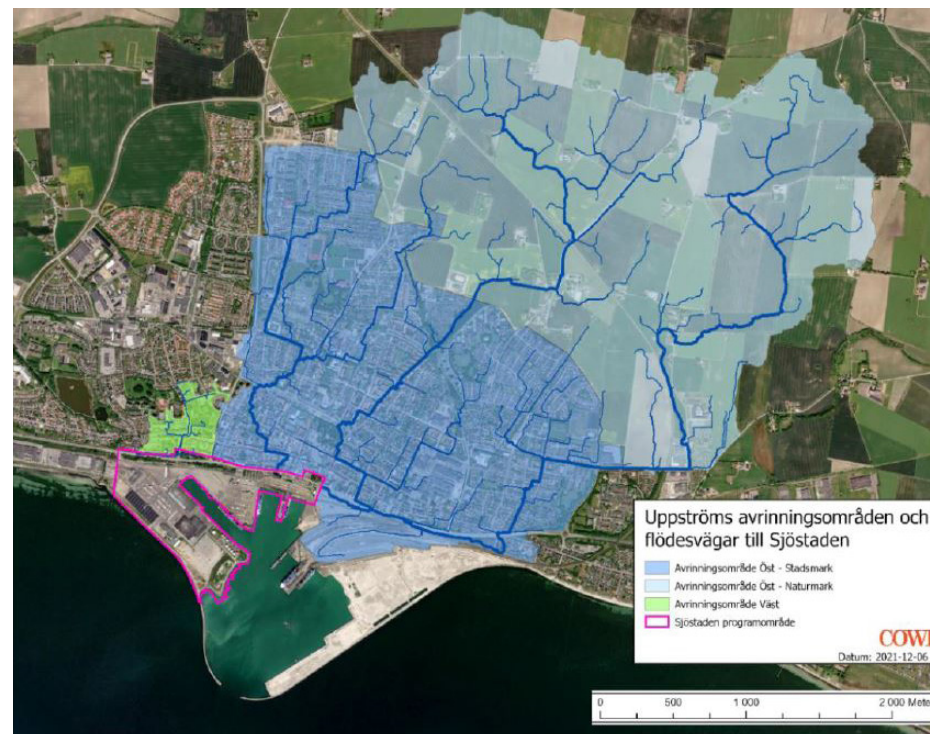 Uppströms avrinningsområden och
flödesvägar till Sjöstaden
Avrinningsområde Öst - Stadsmark
Avrinningsområde Öst - Naturmark
Avrinningsområde Väst
Sjöstaden programområde
COWI
Datum: 2021-12-06
0 500 1 000 2 000 Mete